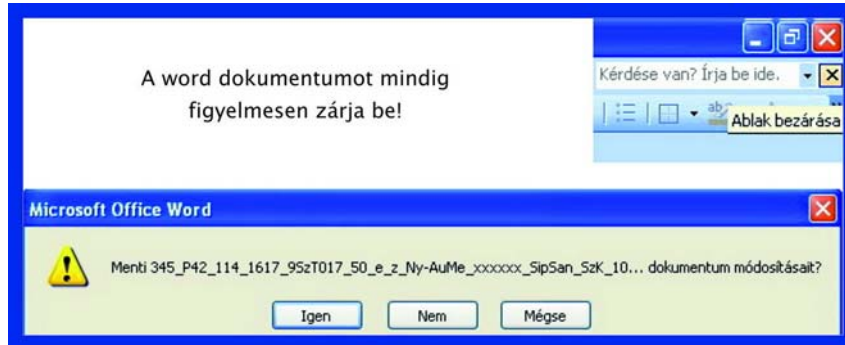 A word dokumentumot mindig
figyelmesen zárja be!
Kérdése van? Írja be ide.
Ablak bezárása
Microsoft Office Word
Menti 345_P42_114_1617_9SzT017_50_e_z_Ny-AuMe_xxxxxx_SipSan_SzK_10... dokumentum módosításait?
Igen Nem Mégse